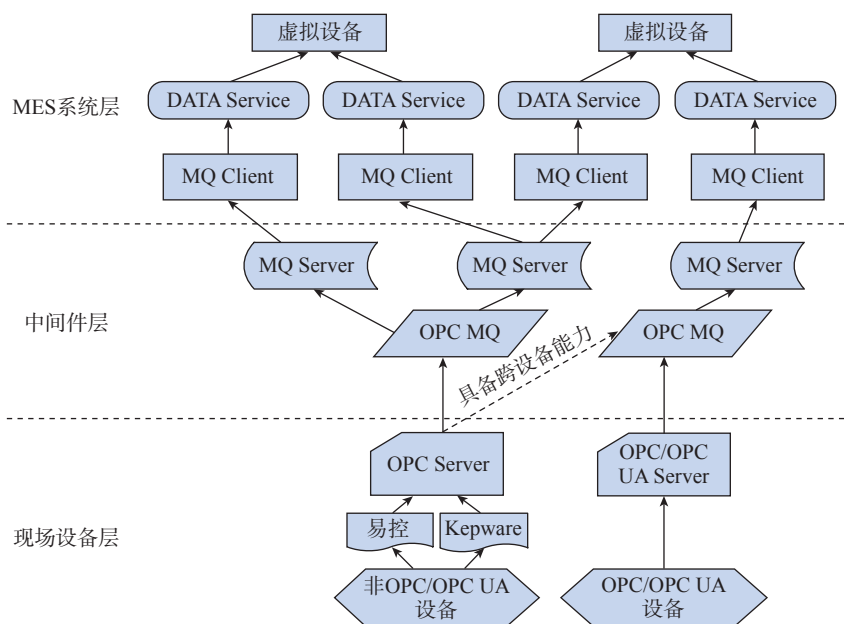 虚拟设备
虚拟设备
MES系统层
DATA Service
DATA Service
DATA Service
DATA Service
MQ Client
MQ Client
MQ Client
MQ Client
MQ Server
MQ Server
MQ Server
中间件层
OPC MQ
OPC MQ
具备跨设备能力
OPC Server
OPC/OPC
UA Server
现场设备层
易控
Kepware
非OPC/OPC UA
设备
OPC/OPC UA
设备